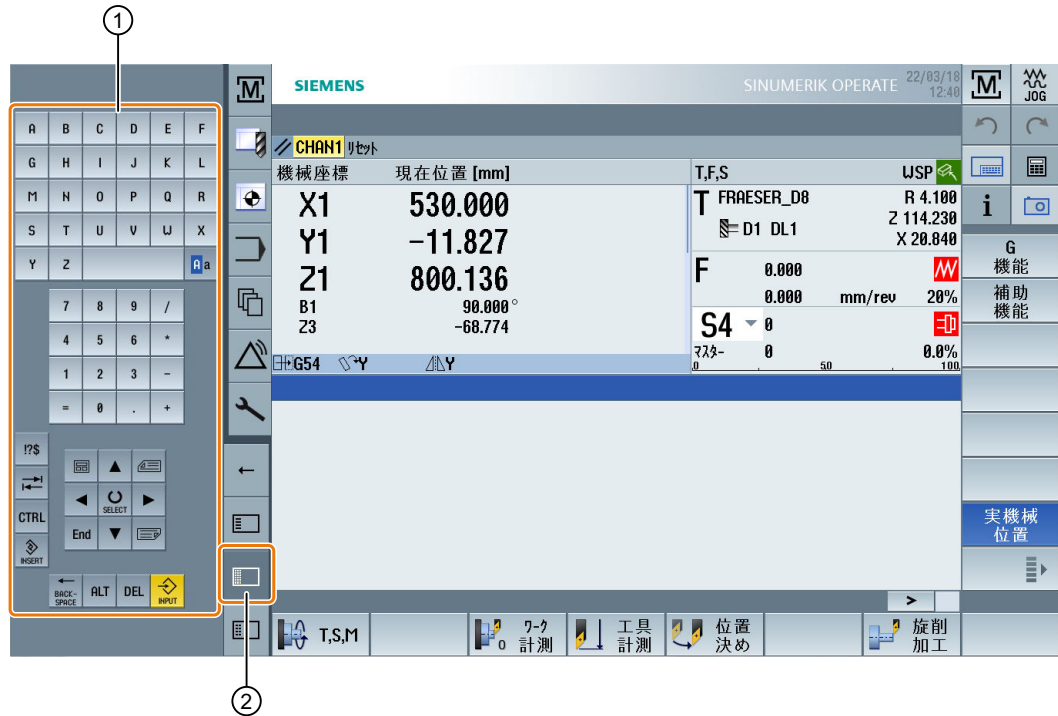 1
SIEMENS
SINUMERIK OPERATE
22/03/18
12:40
M
M
JOG
A B C D E F
G H I J K L
M N O P Q R
S T U V W X
Y Z A a
7 8 9 /
4 5 6 *
1 2 3 -
= 0 . +
!?$
SELECT
CTRL
End
INSERT
BACK-
SPACE
ALT
DEL
INPUT
CHAN1 リセット
機械座標 現在位置 [mm]
X1 530.000
Y1 -11.827
Z1 800.136
B1 90.000°
Z3 -68.774
G54 Y Y
T,F,S WSP
T FRAESER_D8 R 4.100
D1 DL1 Z 114.230
X 20.840
F 0.000
0.000 mm/rev 20%
S4 0
マスター 0 0.0%
0 50 100
i
G
機能
補助
機能
実機械
位置
>
T,S,M
0
ワーク
計測
工具
計測
位置
決め
旋削
加工
2